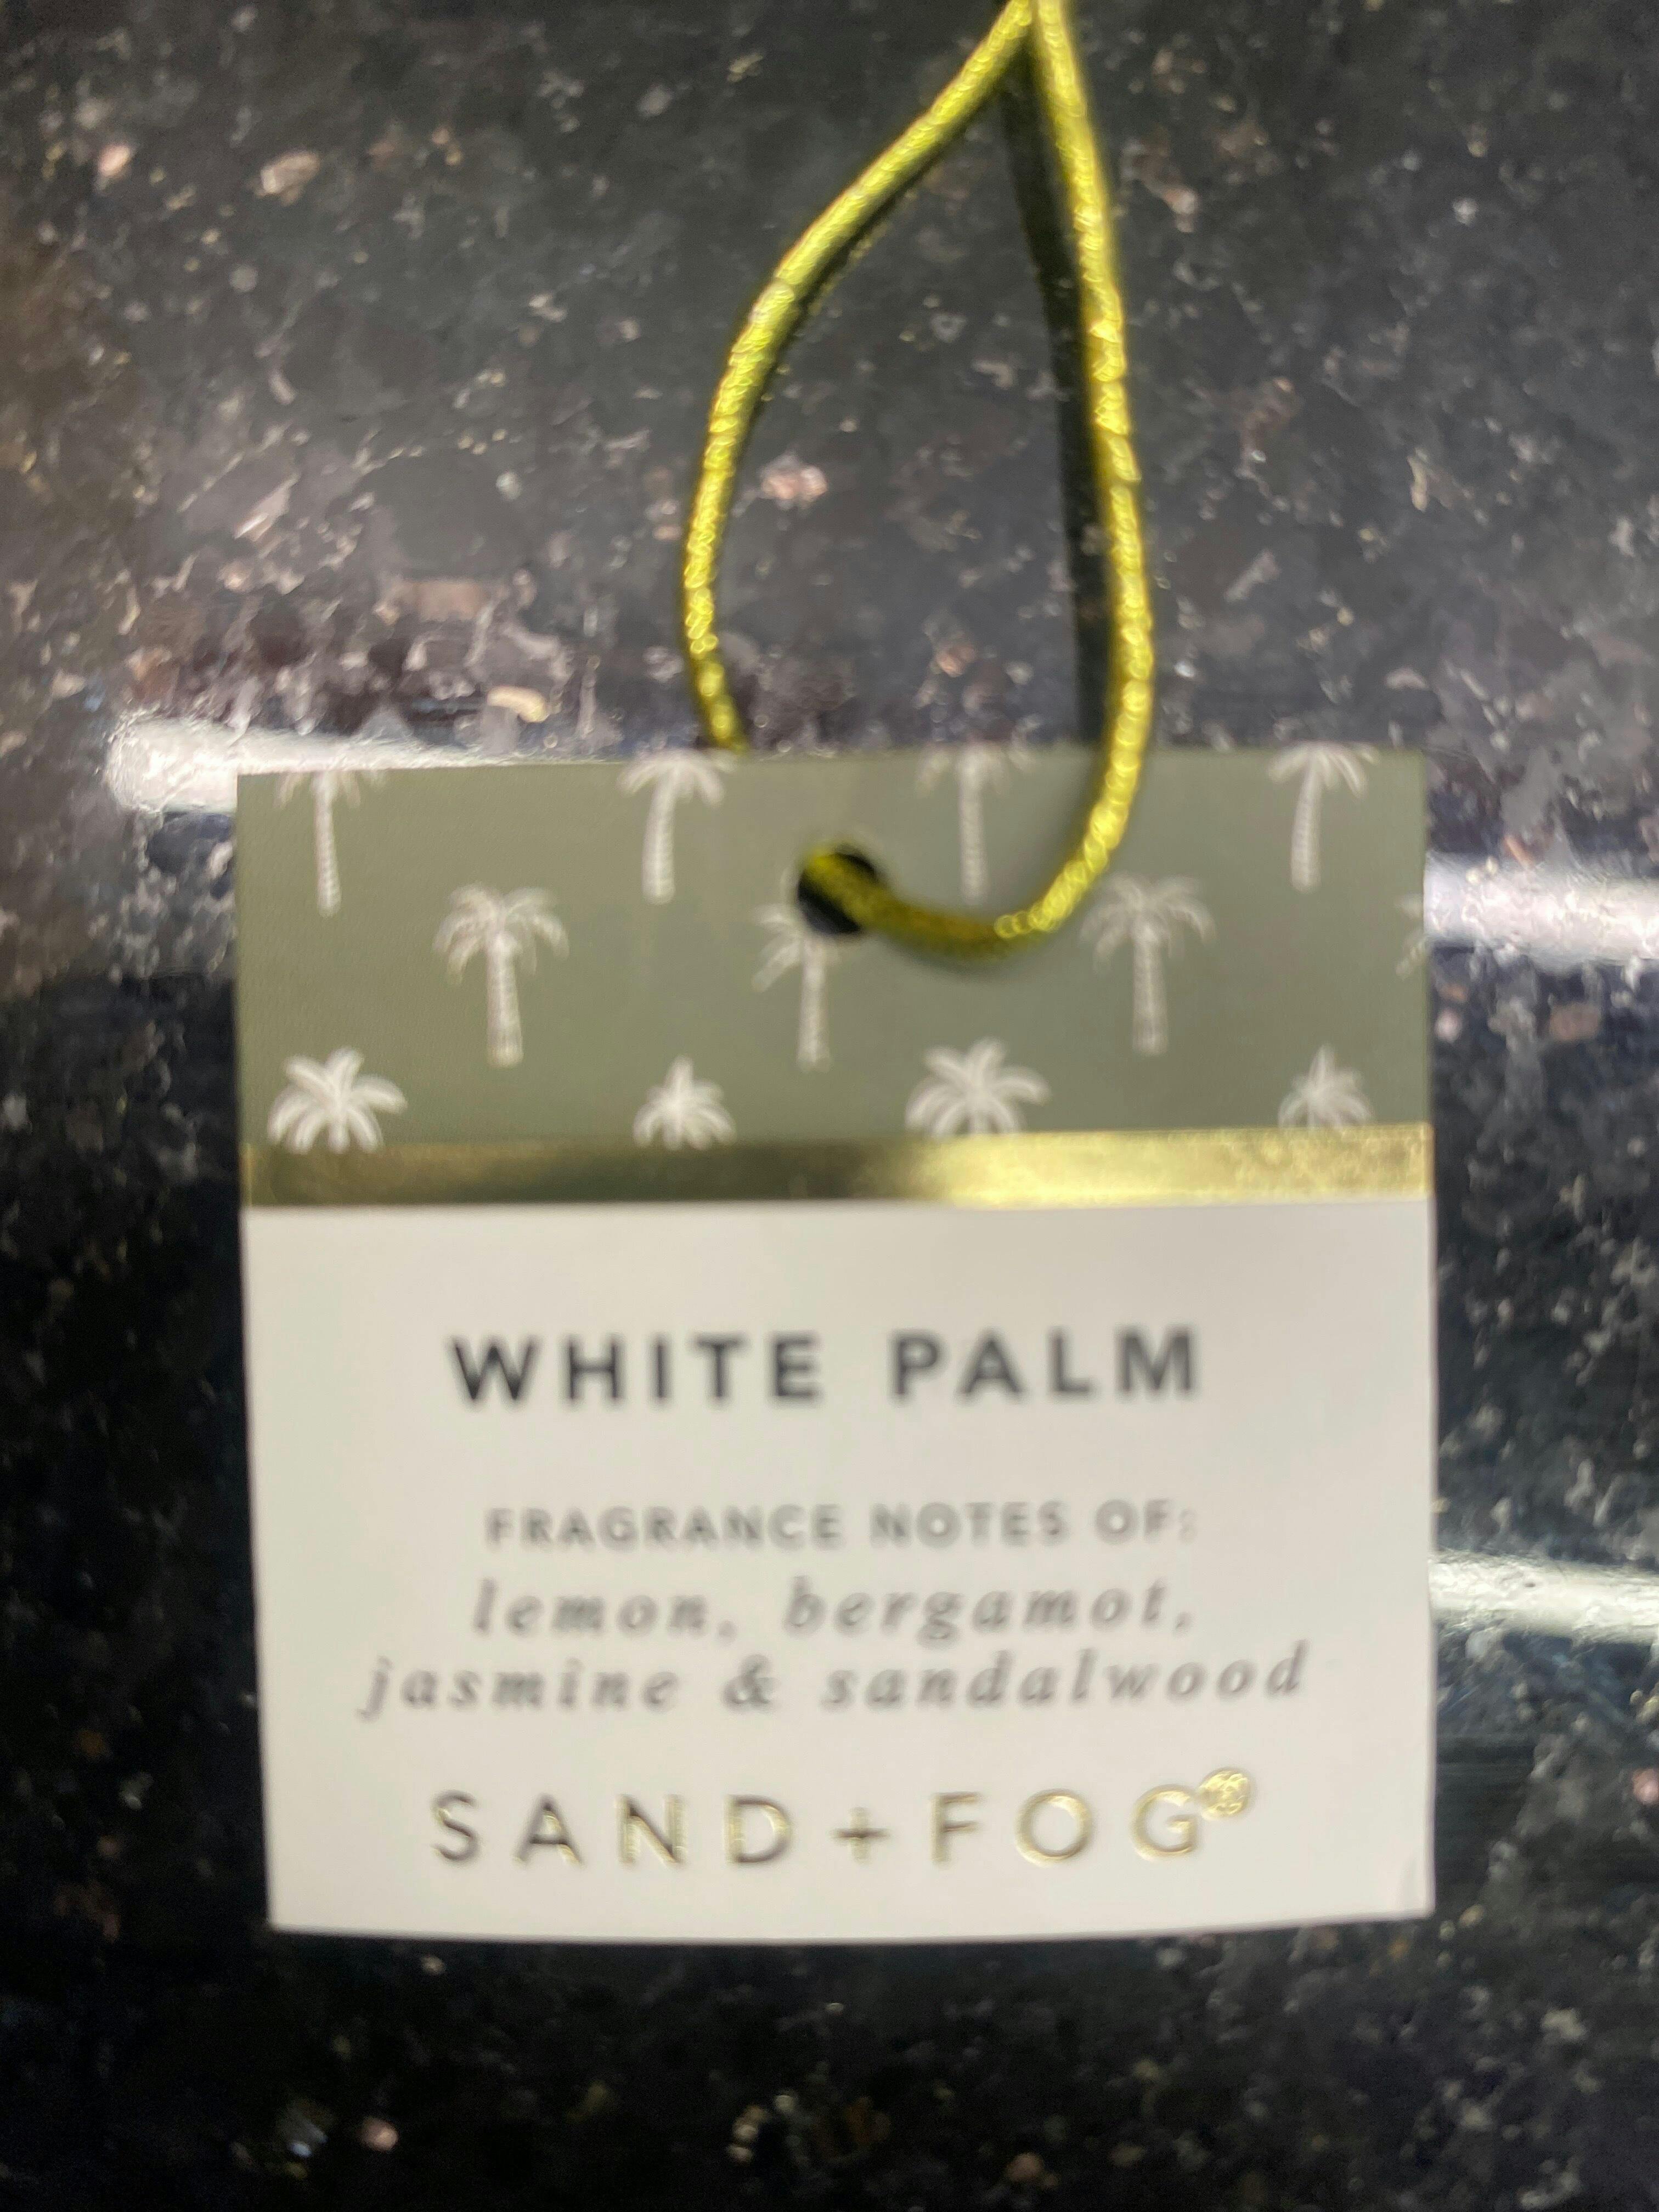 WHITE PALM
FRAGRANCE NOTES OF:
lemon, bergamot,
jasmine & sandalwood
SAND+FOG®